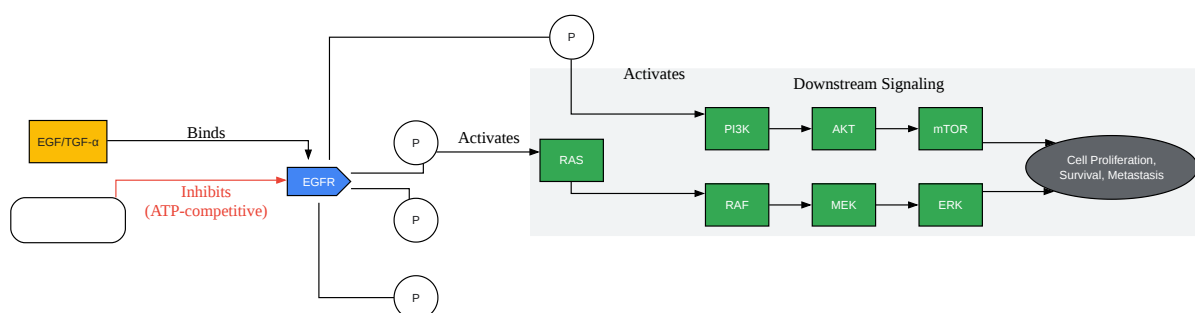 P
Activates
Downstream Signaling
EGF/TGF-α
Binds
P
Activates
PI3K
AKT
mTOR
RAS
Cell Proliferation,
Survival, Metastasis
EGFR
Inhibits
(ATP-competitive)
P
RAF
MEK
ERK
P